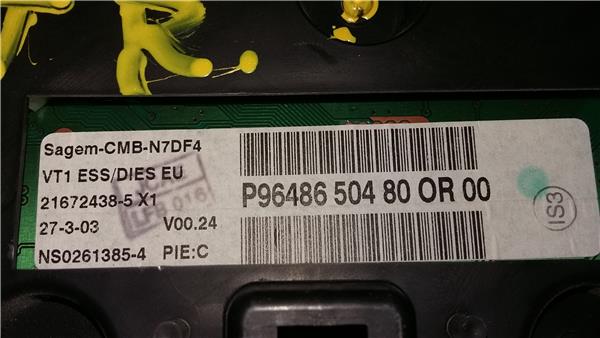 TR.
Sagem-CMB-N7DF4
VT1 ESS/DIES EU
21672438-5 X1
27-3-03 V00.24
NS0261385-4 PIE:C
P96486 504 80 OR 00
IS3